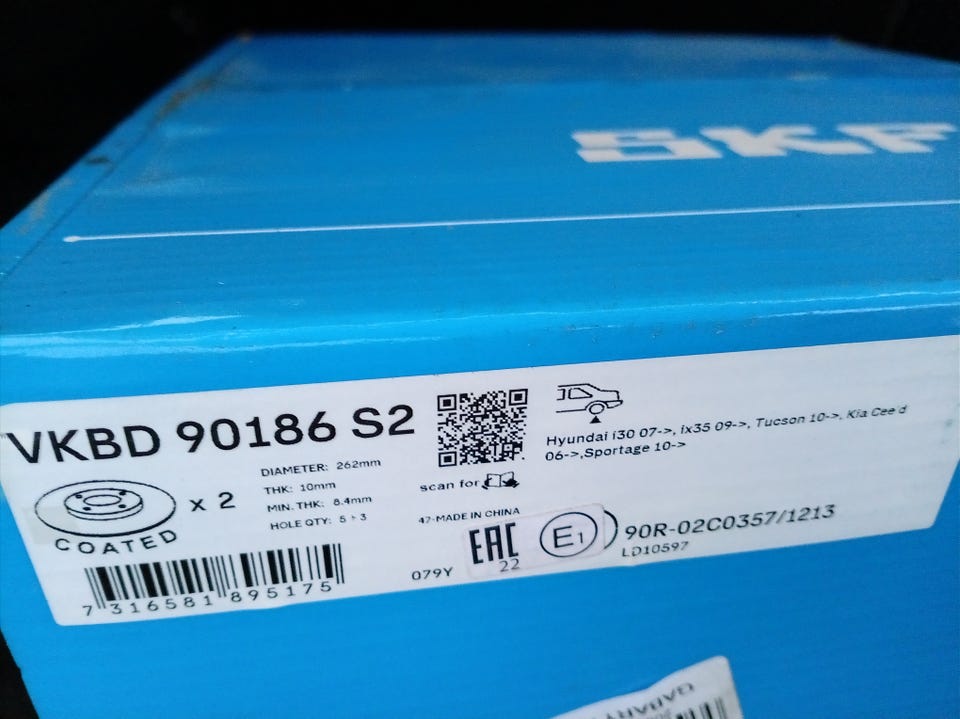 SKF
VKBD 90186 S2
COATED
x 2
DIAMETER: 262mm
THK: 10mm
MIN. THK: 8.4mm
HOLE QTY: 5+3
7 316581 895175
scan for
47-MADE IN CHINA
079Y
EAC
22
E1
Hyundai i30 07->, ix35 09->, Tucson 10->, Kia Cee'd
06->,Sportage 10->
90R-02C0357/1213
LD10597